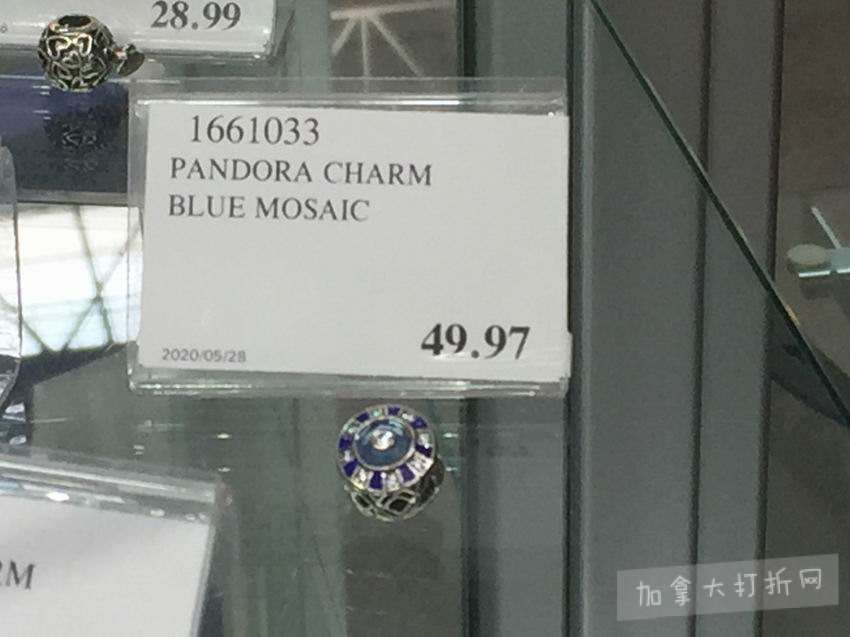 28.99
1661033
PANDORA CHARM
BLUE MOSAIC
49.97
2020/05/28
RM
加拿大打折网